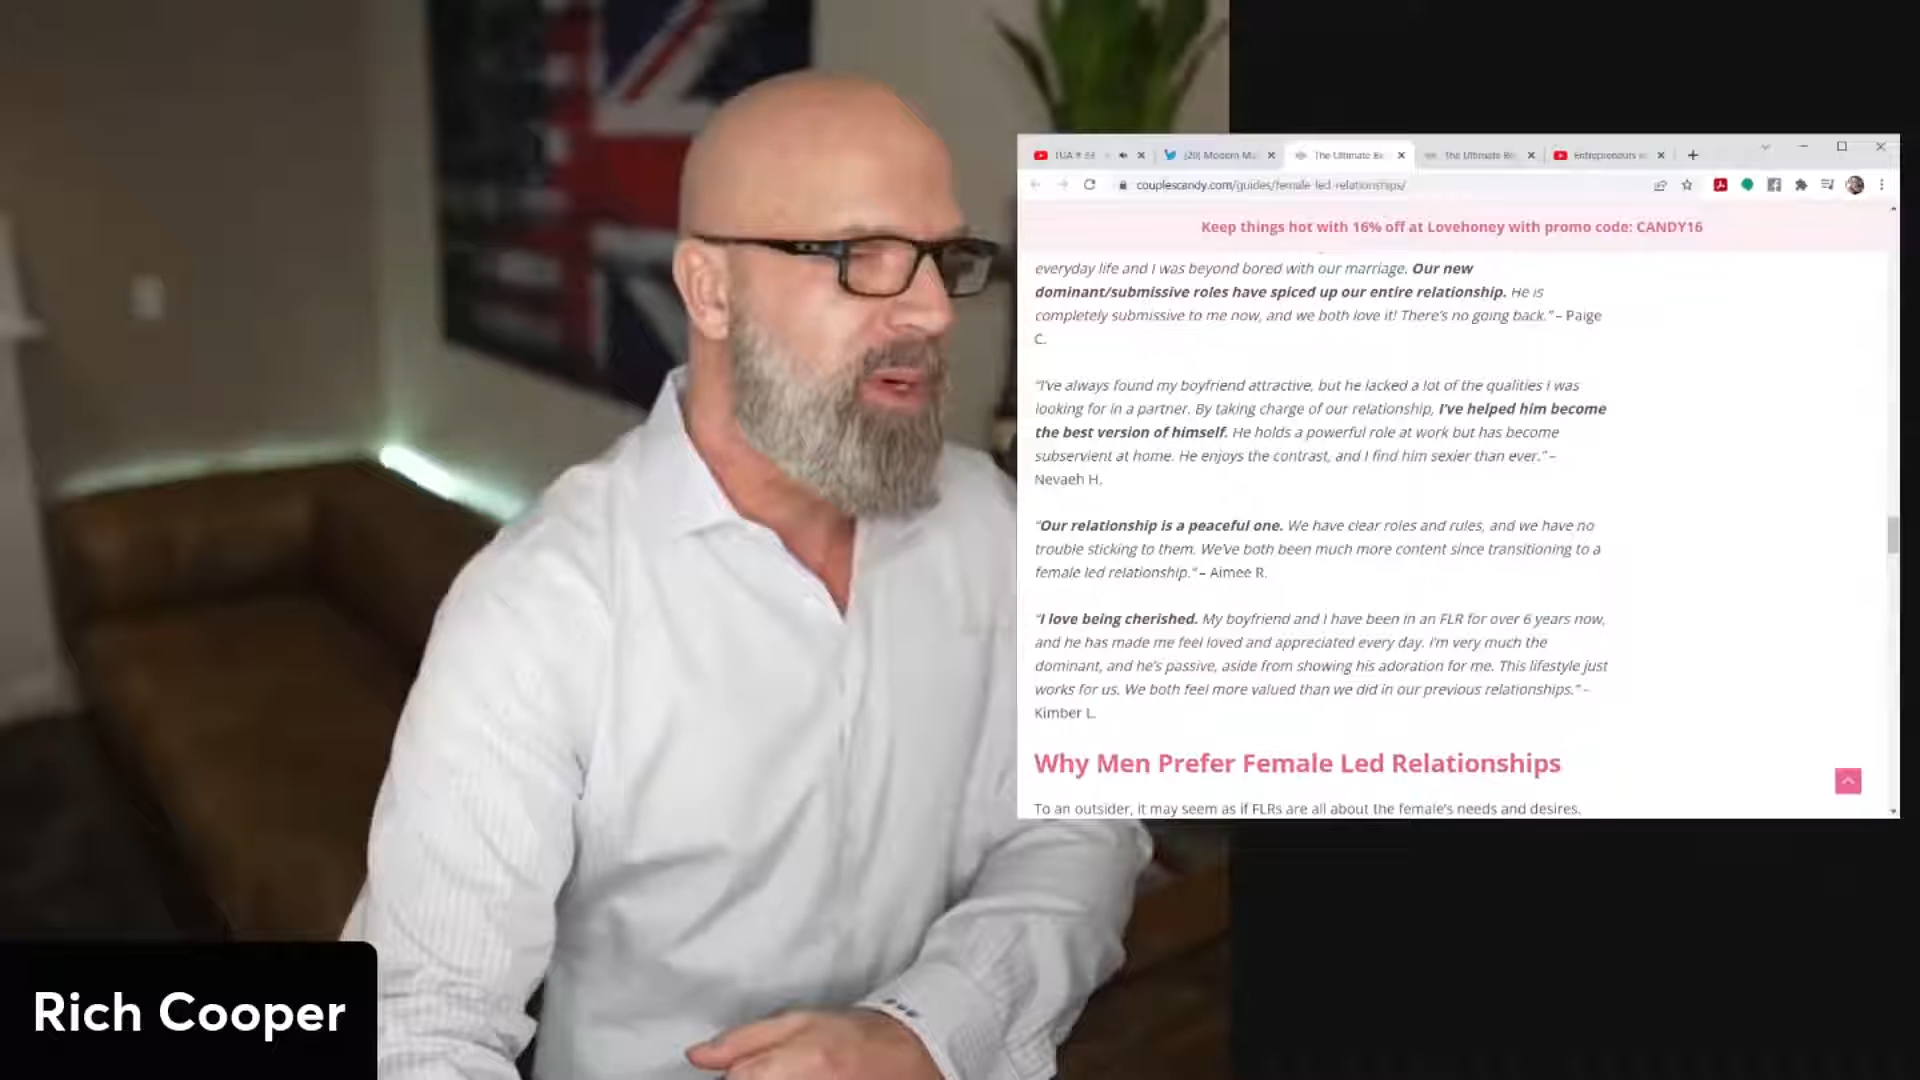 TUA # 63
(20) Modern Ma
The Ultimate Be
The Ultimate Be
Entrepreneurs
couplescandy.com/guides/female-led-relationships/
Keep things hot with 16% off at Lovehoney with promo code: CANDY16
everyday life and I was beyond bored with our marriage. Our new
dominant/submissive roles have spiced up our entire relationship. He is
completely submissive to me now, and we both love it! There's no going back." – Paige
C.
"I've always found my boyfriend attractive, but he lacked a lot of the qualities I was
looking for in a partner. By taking charge of our relationship, I've helped him become
the best version of himself. He holds a powerful role at work but has become
subservient at home. He enjoys the contrast, and I find him sexier than ever." –
Nevaeh H.
"Our relationship is a peaceful one. We have clear roles and rules, and we have no
trouble sticking to them. We've both been much more content since transitioning to a
female led relationship." – Aimee R.
"I love being cherished. My boyfriend and I have been in an FLR for over 6 years now,
and he has made me feel loved and appreciated every day. I'm very much the
dominant, and he's passive, aside from showing his adoration for me. This lifestyle just
works for us. We both feel more valued than we did in our previous relationships." –
Kimber L.
Why Men Prefer Female Led Relationships
To an outsider, it may seem as if FLRs are all about the female's needs and desires.
Rich Cooper